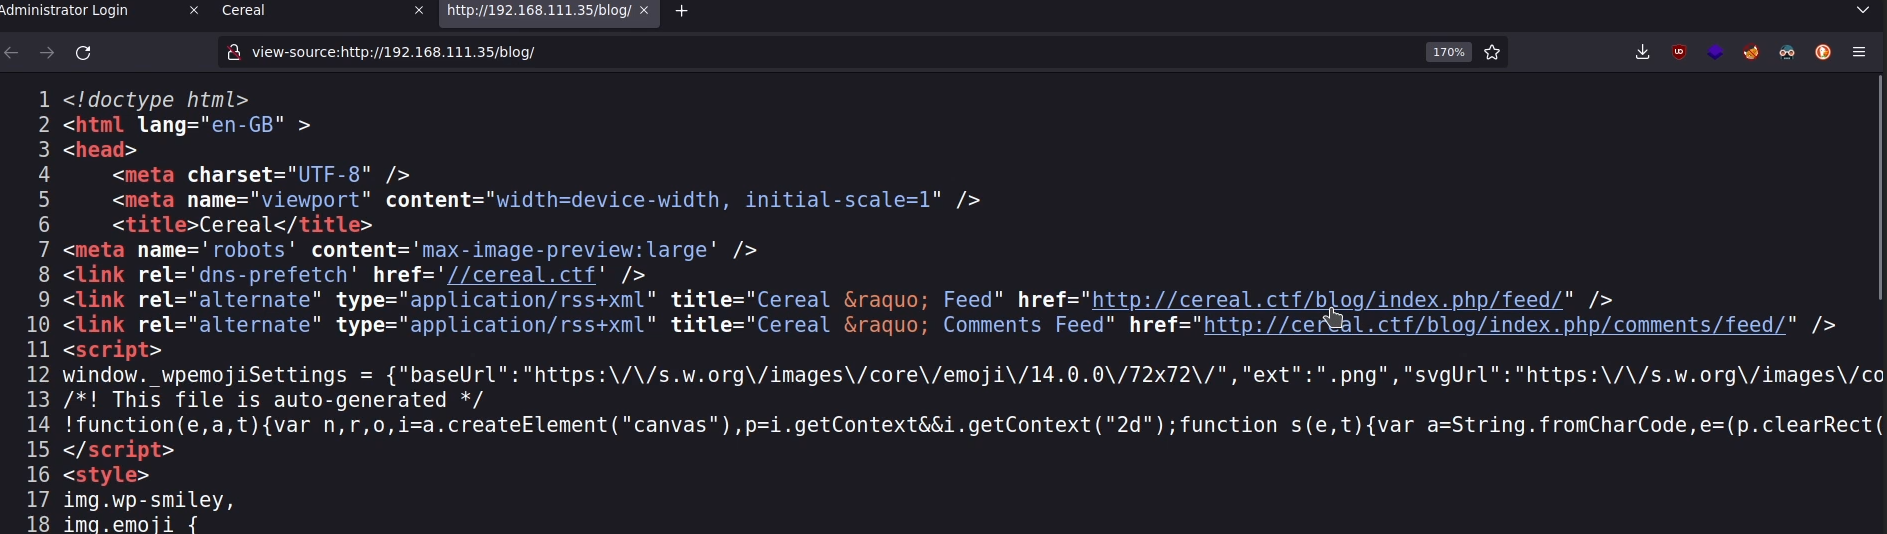 Administrator Login
Cereal
http://192.168.111.35/blog/
view-source:http://192.168.111.35/blog/
170%
1 <!doctype html>
2 <html lang="en-GB" >
3 <head>
4     <meta charset="UTF-8" />
5     <meta name="viewport" content="width=device-width, initial-scale=1" />
6     <title>Cereal</title>
7 <meta name='robots' content='max-image-preview:large' />
8 <link rel='dns-prefetch' href='//cereal.ctf' />
9 <link rel="alternate" type="application/rss+xml" title="Cereal &raquo; Feed" href="http://cereal.ctf/blog/index.php/feed/" />
10 <link rel="alternate" type="application/rss+xml" title="Cereal &raquo; Comments Feed" href="http://cereal.ctf/blog/index.php/comments/feed/" />
11 <script>
12 window._wpemojiSettings = {"baseUrl":"https:\/\/s.w.org\/images\/core\/emoji\/14.0.0\/72x72\/","ext":".png","svgUrl":"https:\/\/s.w.org\/images\/co
13 /*! This file is auto-generated */
14 !function(e,a,t){var n,r,o,i=a.createElement("canvas"),p=i.getContext&&i.getContext("2d");function s(e,t){var a=String.fromCharCode,e=(p.clearRect(
15 </script>
16 <style>
17 img.wp-smiley,
18 img.emoji {